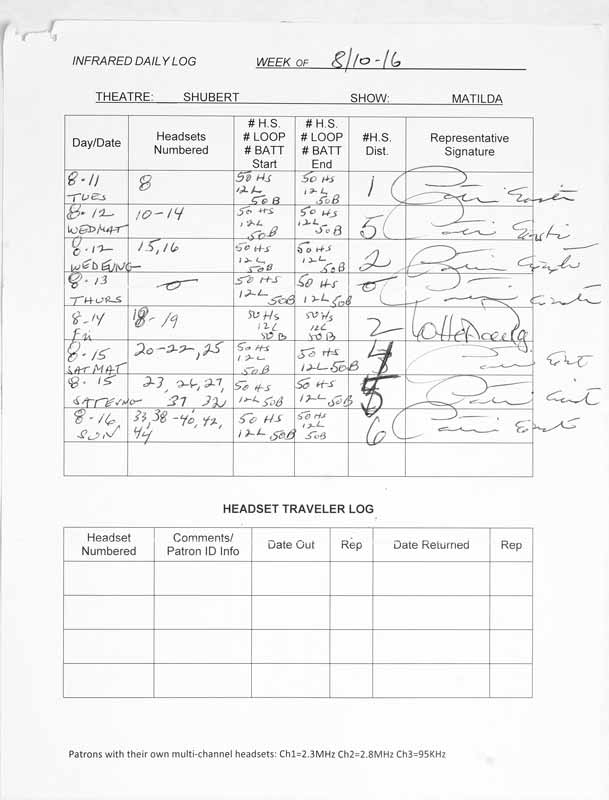 INFRARED DAILY LOG WEEK OF 8/10-16
THEATRE: SHUBERT SHOW: MATILDA
Day/Date Headsets Numbered # H.S. # LOOP # BATT Start # H.S. # LOOP # BATT End #H.S. Dist. Representative Signature
8-11 TUES 8 50 HS 12L 50B 50 HS 12L 50B 1
8-12 WED MAT 10-14 50 HS 12L 50B 50 HS 12L 50B 5
8-12 WED EVNG 15,16 50 HS 12L 50B 50 HS 12L 50B 2
8-13 THURS 0 50 HS 12L 50B 50 HS 12L 50B 0
8-14 Fri 18-19 50 HS 12L 50B 50 HS 12L 50B 2
8-15 SAT MAT 20-22, 25 50 HS 12L 50B 50 HS 12L 50B 4
8-15 SAT EVNG 23, 26, 27, 31 32 50 HS 12L 50B 50 HS 12L 50B 5
8-16 SUN 33, 38-40, 42, 44 50 HS 12L 50B 50 HS 12L 50B 6
HEADSET TRAVELER LOG
Headset Numbered Comments/ Patron ID Info Date Out Rep Date Returned Rep
Patrons with their own multi-channel headsets: Ch1=2.3MHz Ch2=2.8MHz Ch3=95KHz